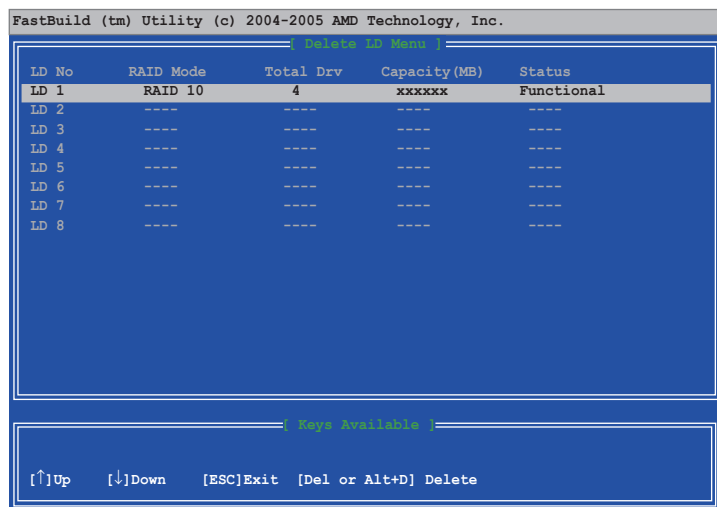 FastBuild (tm) Utility (c) 2004-2005 AMD Technology, Inc.
[ Delete LD Menu ]
LD No RAID Mode Total Drv Capacity(MB) Status
LD 1 RAID 10 4 xxxxxx Functional
LD 2 ---- ---- ---- ----
LD 3 ---- ---- ---- ----
LD 4 ---- ---- ---- ----
LD 5 ---- ---- ---- ----
LD 6 ---- ---- ---- ----
LD 7 ---- ---- ---- ----
LD 8 ---- ---- ---- ----
[ Keys Available ]
[↑]Up [↓]Down [ESC]Exit [Del or Alt+D] Delete